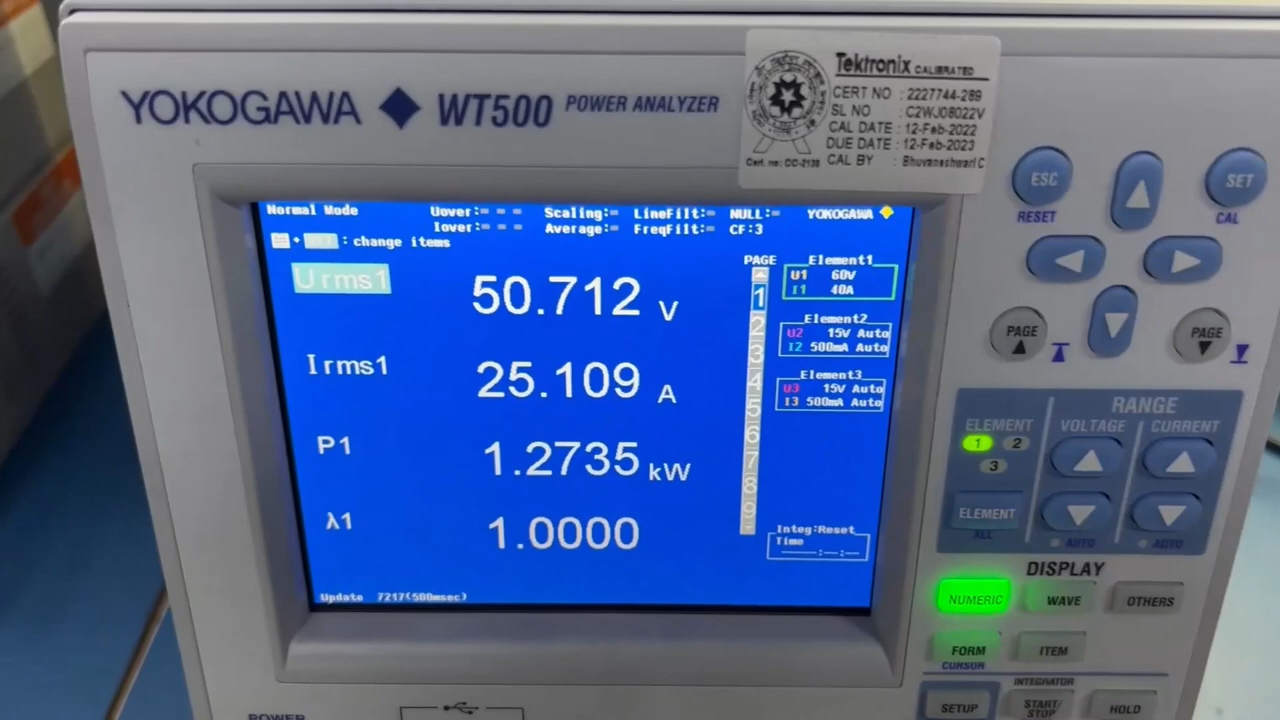 YOKOGAWA WT500 POWER ANALYZER
Tektronix CALIBRATED
CERT NO : 2227744-289
SL NO : C2WJ08022V
CAL DATE : 12-Feb-2022
DUE DATE : 12-Feb-2023
Cert. no.: CC-2138 CAL BY : Bhuvaneshwari C
ESC
RESET
SET
CAL
PAGE
PAGE
Normal Mode
Uover:= = =
Iover:= = =
Scaling:=
Average:=
LineFilt:=
FreqFilt:=
NULL:=
CF:3
YOKOGAWA
: change items
Urms1 50.712 V
Irms1 25.109 A
P1 1.2735 kW
λ1 1.0000
PAGE
1
2
3
4
5
6
7
8
9
Element1
U1 60V
I1 40A
Element2
U2 15V Auto
I2 500mA Auto
Element3
U3 15V Auto
I3 500mA Auto
Integ:Reset
Time
-----:--:--
Update 7217(500msec)
RANGE
ELEMENT VOLTAGE CURRENT
1 2
3
ELEMENT
ALL
AUTO
AUTO
DISPLAY
NUMERIC WAVE OTHERS
FORM ITEM
CURSOR
INTEGRATOR
SETUP START/STOP HOLD
POWER